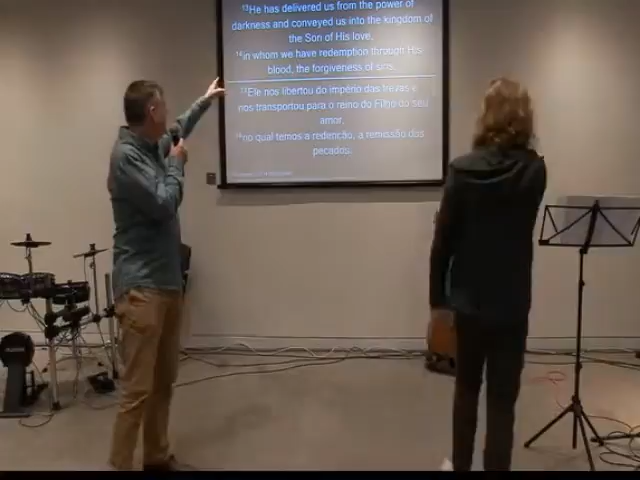 ¹³He has delivered us from the power of
darkness and conveyed us into the kingdom of
the Son of His love,
¹⁴in whom we have redemption through His
blood, the forgiveness of sins.
¹³Ele nos libertou do império das trevas e
nos transportou para o reino do Filho do seu
amor,
¹⁴no qual temos a redenção, a remissão dos
pecados.